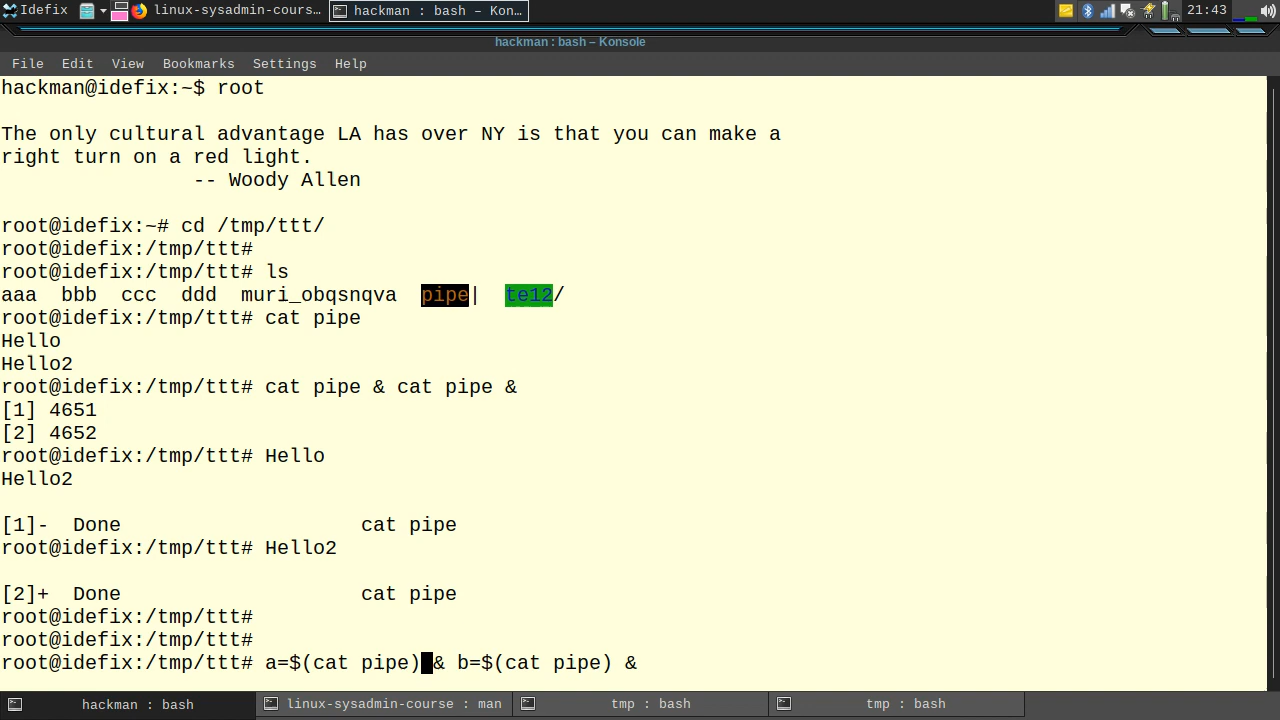 Idefix linux-sysadmin-cours… hackman : bash – Kon… 21:43
hackman : bash – Konsole
File Edit View Bookmarks Settings Help
hackman@idefix:~$ root
The only cultural advantage LA has over NY is that you can make a
right turn on a red light.
-- Woody Allen
root@idefix:~# cd /tmp/ttt/
root@idefix:/tmp/ttt#
root@idefix:/tmp/ttt# ls
aaa bbb ccc ddd muri_obqsnqva pipe| te12/
root@idefix:/tmp/ttt# cat pipe
Hello
Hello2
root@idefix:/tmp/ttt# cat pipe & cat pipe &
[1] 4651
[2] 4652
root@idefix:/tmp/ttt# Hello
Hello2
[1]- Done cat pipe
root@idefix:/tmp/ttt# Hello2
[2]+ Done cat pipe
root@idefix:/tmp/ttt#
root@idefix:/tmp/ttt#
root@idefix:/tmp/ttt# a=$(cat pipe) & b=$(cat pipe) &
hackman : bash linux-sysadmin-course : man tmp : bash tmp : bash